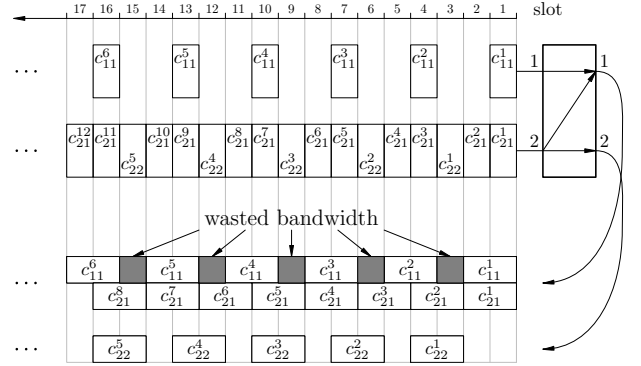 17 16 15 14 13 12 11 10 9 8 7 6 5 4 3 2 1 slot
... c_{11}^{6} c_{11}^{5} c_{11}^{4} c_{11}^{3} c_{11}^{2} c_{11}^{1} 1 1
... c_{21}^{12} c_{21}^{11} c_{21}^{10} c_{21}^{9} c_{21}^{8} c_{21}^{7} c_{21}^{6} c_{21}^{5} c_{21}^{4} c_{21}^{3} c_{21}^{2} c_{21}^{1} 2 2
c_{22}^{5} c_{22}^{4} c_{22}^{3} c_{22}^{2} c_{22}^{1}
wasted bandwidth
... c_{11}^{6} c_{11}^{5} c_{11}^{4} c_{11}^{3} c_{11}^{2} c_{11}^{1}
c_{21}^{8} c_{21}^{7} c_{21}^{6} c_{21}^{5} c_{21}^{4} c_{21}^{3} c_{21}^{2} c_{21}^{1}
... c_{22}^{5} c_{22}^{4} c_{22}^{3} c_{22}^{2} c_{22}^{1}